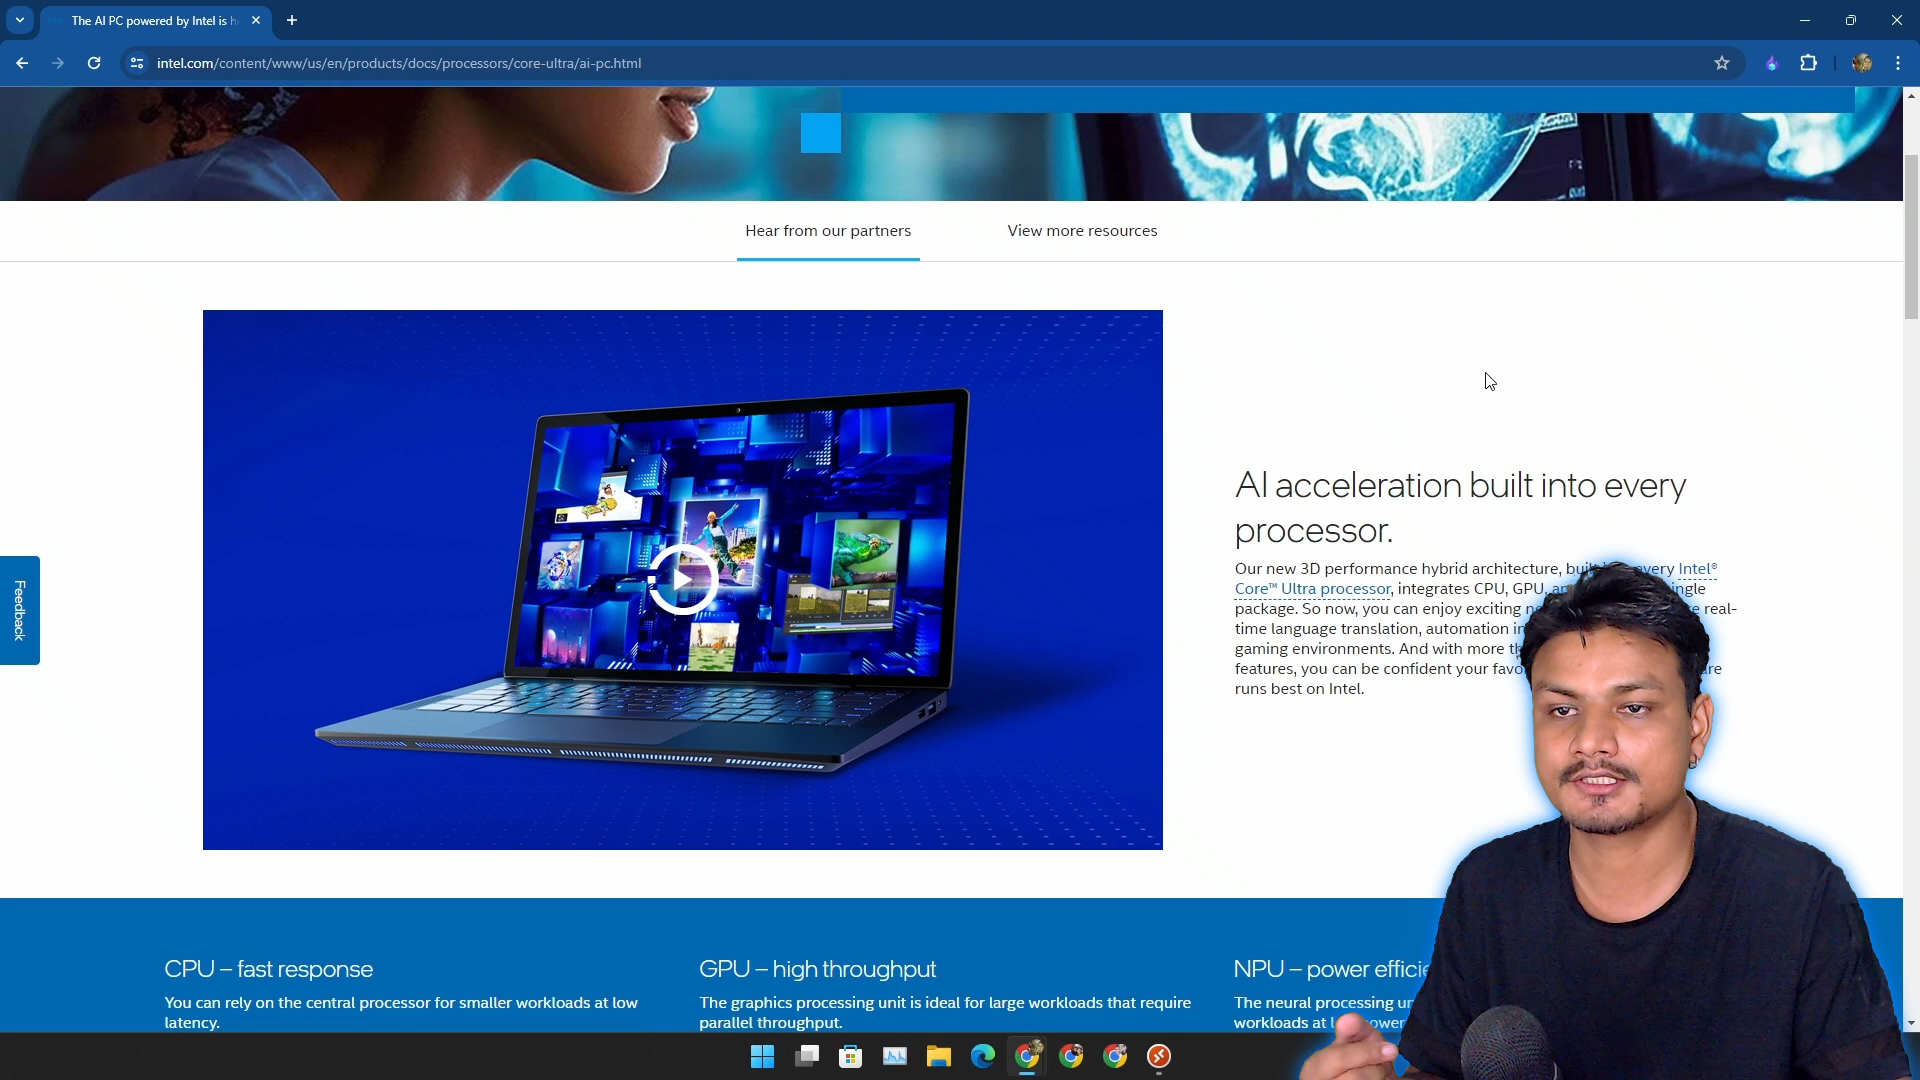 The AI PC powered by Intel is h
intel.com/content/www/us/en/products/docs/processors/core-ultra/ai-pc.html
Hear from our partners
View more resources
AI acceleration built into every
processor.
Our new 3D performance hybrid architecture, every Intel®
Core™ Ultra processor, integrates CPU, GPU,
package. So now, you can enjoy exciting real-
time language translation, automation
gaming environments. And with more
features, you can be confident your
runs best on Intel.
Feedback
CPU – fast response
You can rely on the central processor for smaller workloads at low
latency.
GPU – high throughput
The graphics processing unit is ideal for large workloads that require
parallel throughput.
NPU – power
The neural processing
workloads at